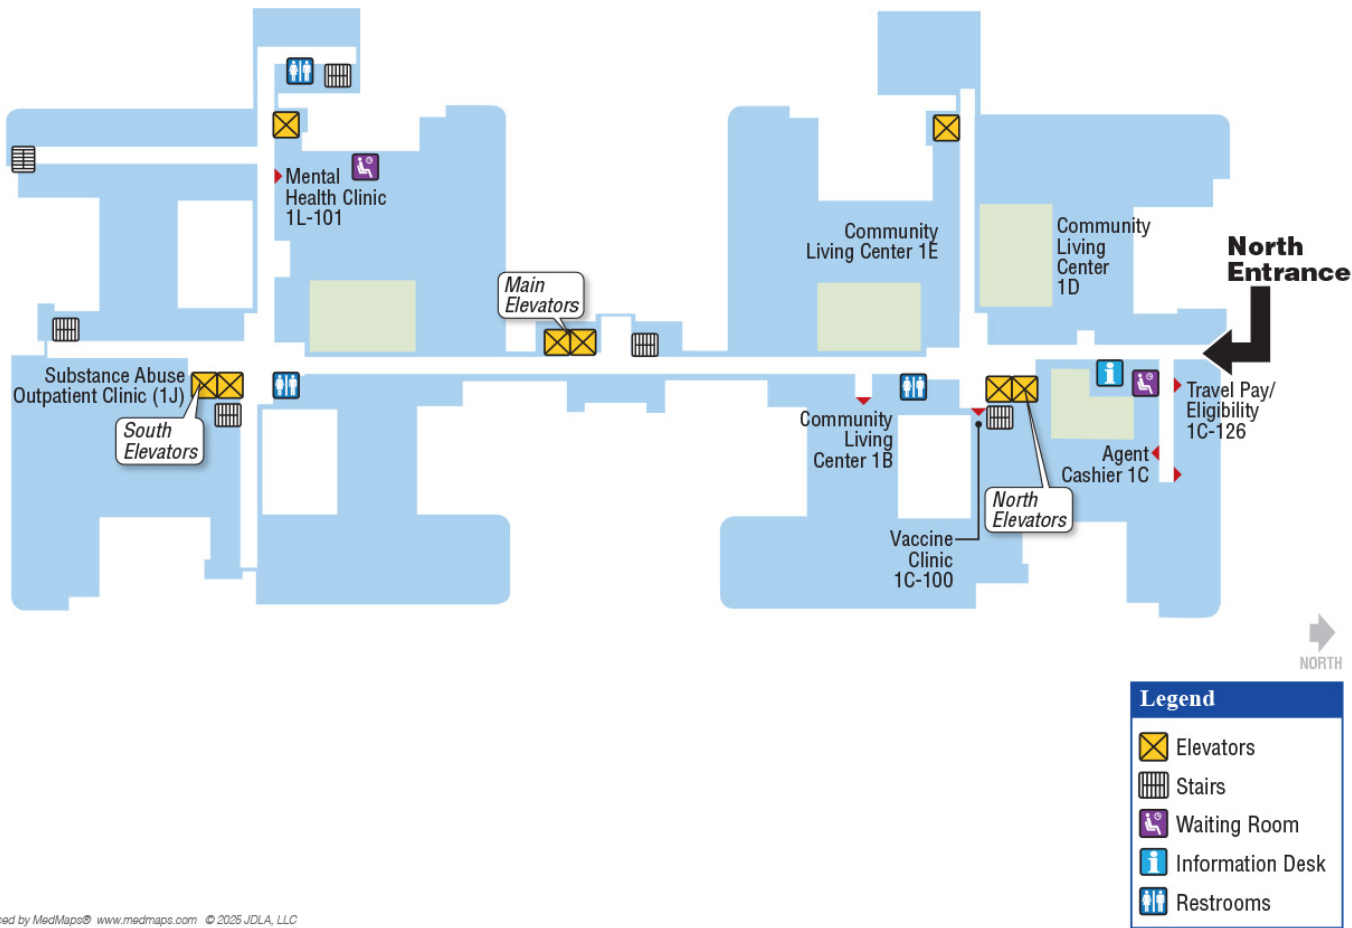 Mental
Health Clinic
1L-101
Main
Elevators
Community
Living Center 1E
Community
Living
Center
1D
North
Entrance
Substance Abuse
Outpatient Clinic (1J)
South
Elevators
Community
Living
Center 1B
Travel Pay/
Eligibility
1C-126
Agent
Cashier 1C
North
Elevators
Vaccine
Clinic
1C-100
NORTH
Legend
Elevators
Stairs
Waiting Room
Information Desk
Restrooms
by MedMaps® www.medmaps.com © 2025 JDLA, LLC